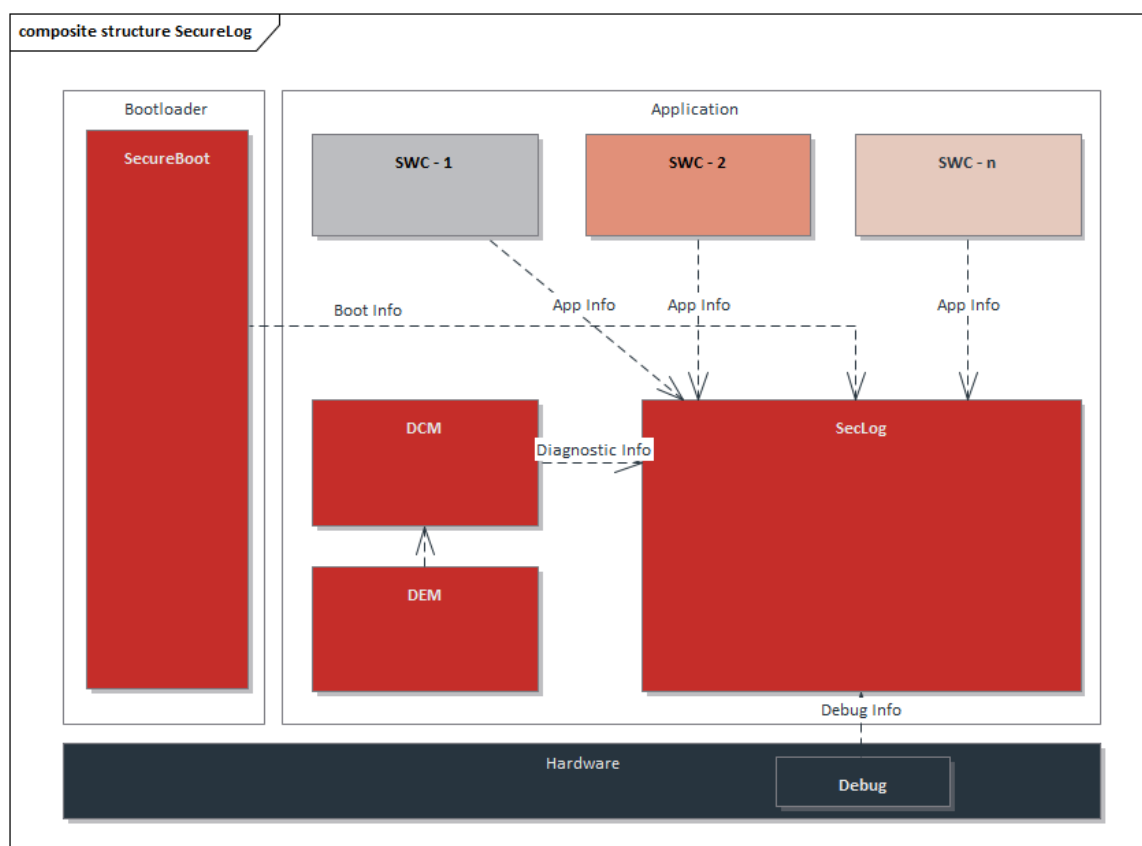 composite structure SecureLog
Bootloader
Application
SecureBoot
SWC - 1
SWC - 2
SWC - n
Boot Info
App Info
App Info
App Info
DCM
SecLog
Diagnostic Info
DEM
Debug Info
Hardware
Debug